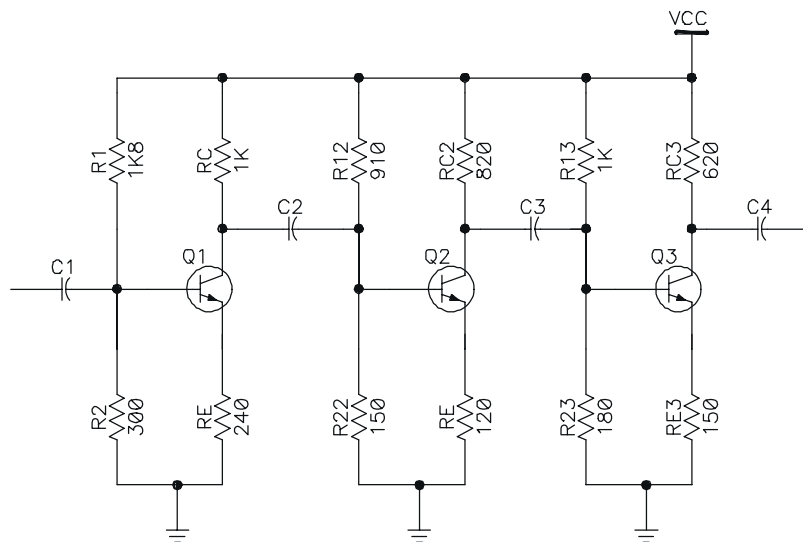 VCC
R1
1K8
RC
1K
R12
910
RC2
820
R13
1K
RC3
620
C2
C3
C4
Q1
Q2
Q3
C1
R2
300
RE
240
R22
150
RE
120
R23
180
RE3
150